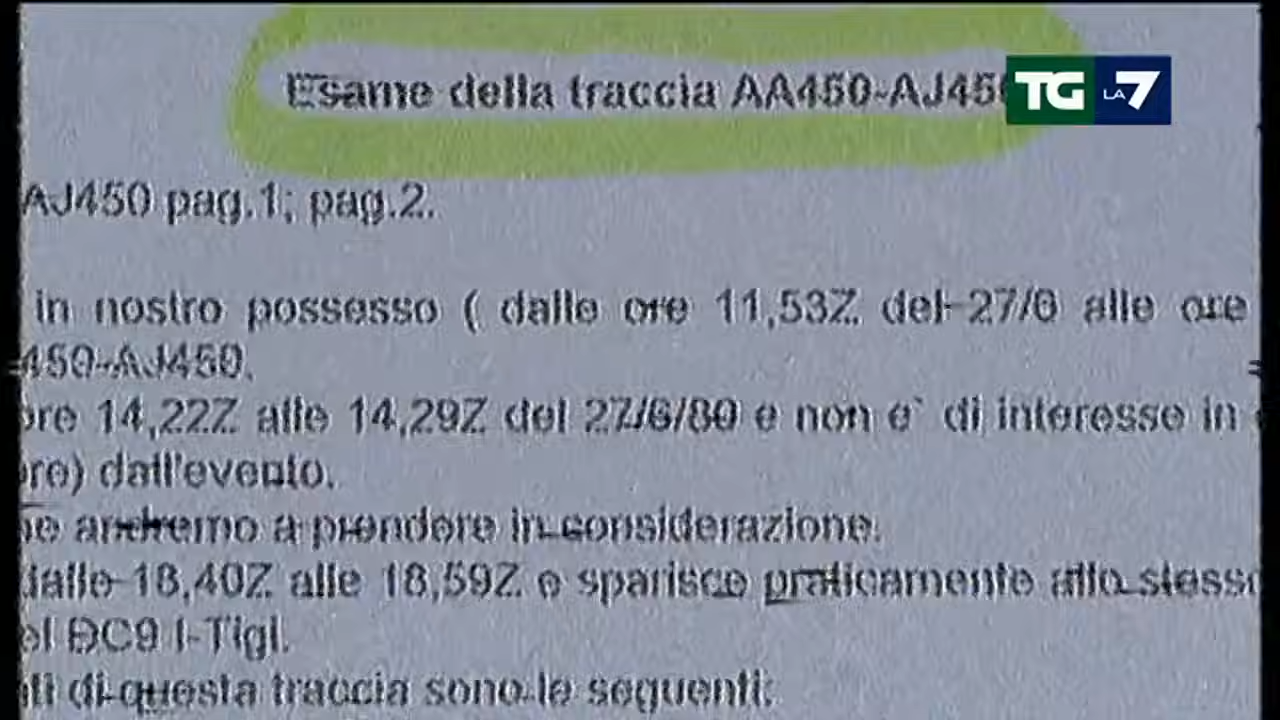 Esame della traccia AA450-AJ450
TG LA7
AJ450 pag.1; pag.2.
in nostro possesso ( dalle ore 11,53Z del 27/6 alle ore
450-AJ450.
ore 14,22Z alle 14,29Z del 27/6/80 e non e` di interesse in
ore) dall'evento.
he andremo a prendere in considerazione.
dalle 18,40Z alle 18,59Z e sparisce praticamente allo stesso
el DC9 I-Tigi.
ati di questa traccia sono le seguenti: